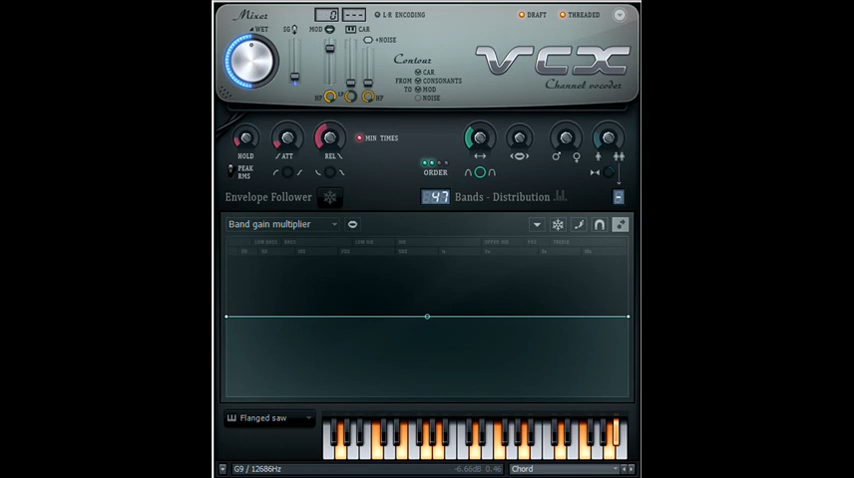 Mixer
0 --- L-R ENCODING
DRAFT THREADED
WET SG MOD CAR
+NOISE
Contour
CAR
FROM CONSONANTS
TO MOD
NOISE
HP LP HP
VCX
Channel vocoder
HOLD ATT REL MIN TIMES
PEAK
RMS
ORDER
Envelope Follower
47 Bands - Distribution
Band gain multiplier
Flanged saw
G9 / 12686Hz
-6.66dB 0.46
Chord